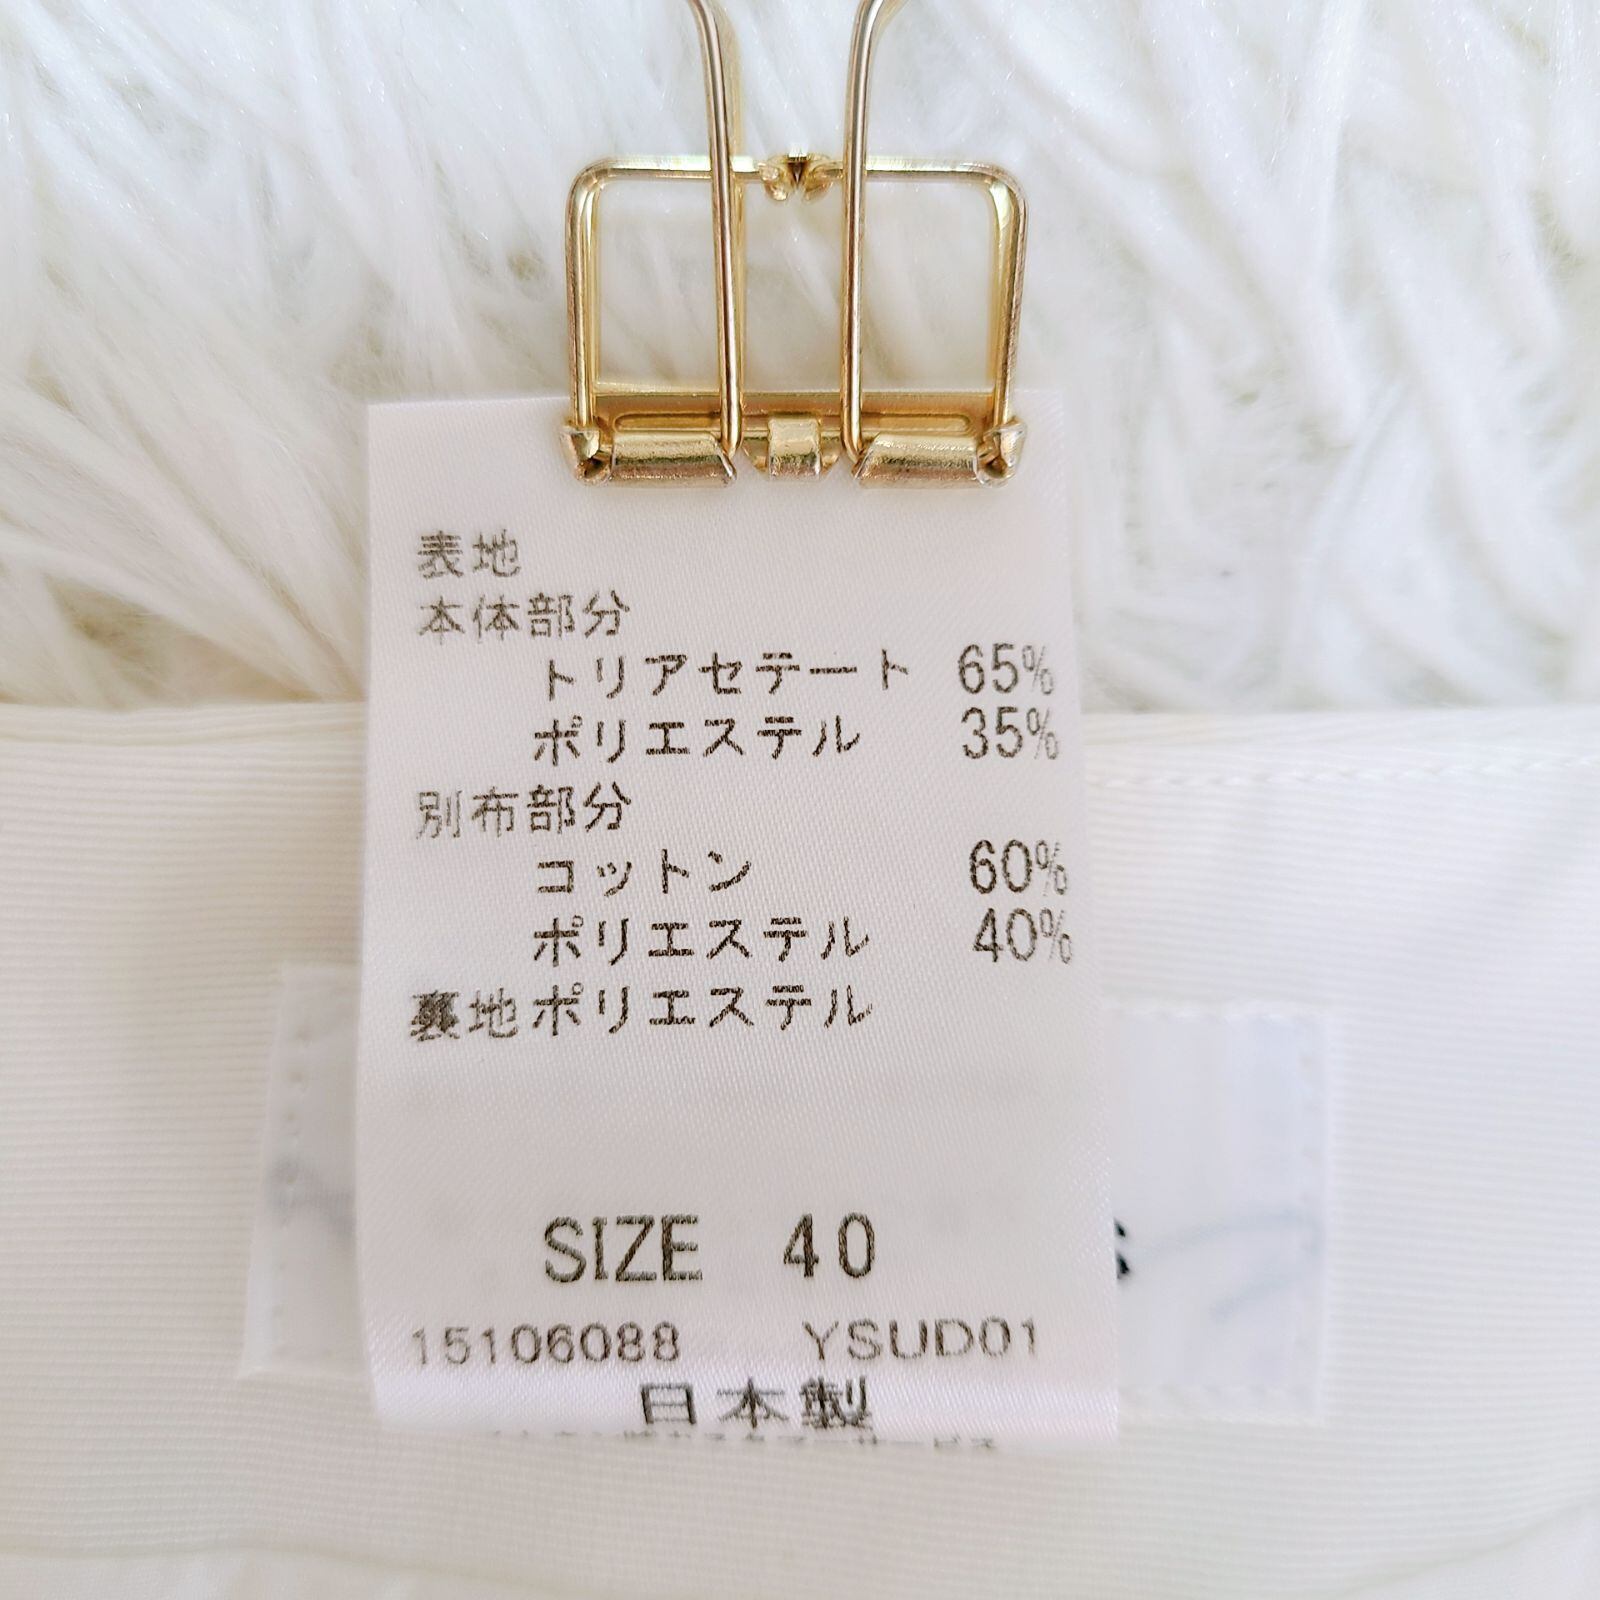 表地
本体部分
トリアセテート 65%
ポリエステル 35%
別布部分
コットン 60%
ポリエステル 40%
裏地 ポリエステル
SIZE 40
15106088 YSUD01
日本製